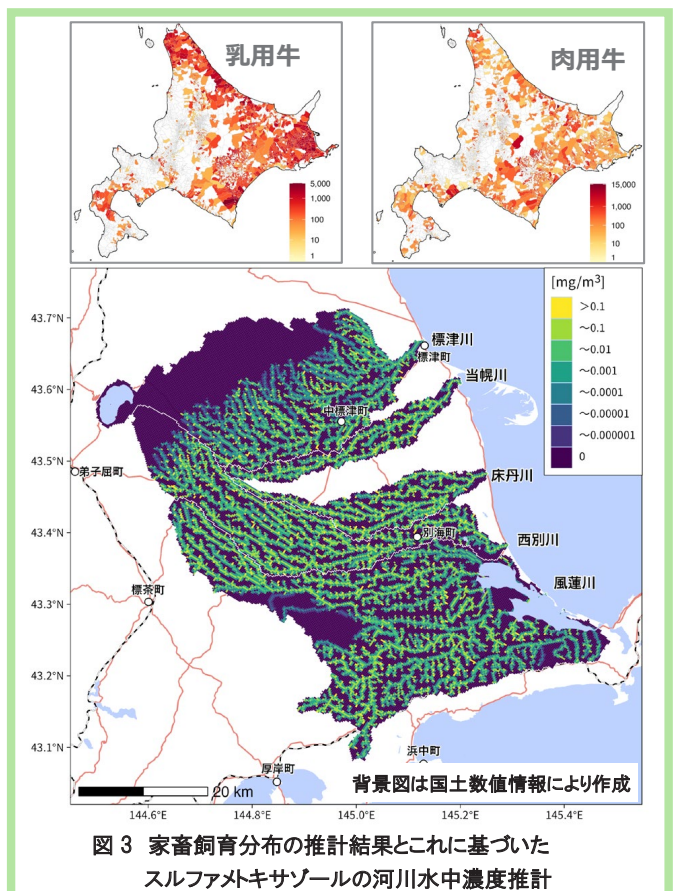 乳用牛
5,000
1,000
100
10
1
肉用牛
15,000
1,000
100
10
1
[mg/m³]
>0.1
～0.1
～0.01
～0.001
～0.0001
～0.00001
～0.000001
0
43.7°N
43.6°N
43.5°N
43.4°N
43.3°N
43.2°N
43.1°N
標津川
標津町
当幌川
中標津町
弟子屈町
床丹川
別海町
西別川
風蓮川
標茶町
浜中町
厚岸町
20 km
背景図は国土数値情報により作成
144.6°E
144.8°E
145.0°E
145.2°E
145.4°E
図 3 家畜飼育分布の推計結果とこれに基づいた
スルファメトキサゾールの河川水中濃度推計